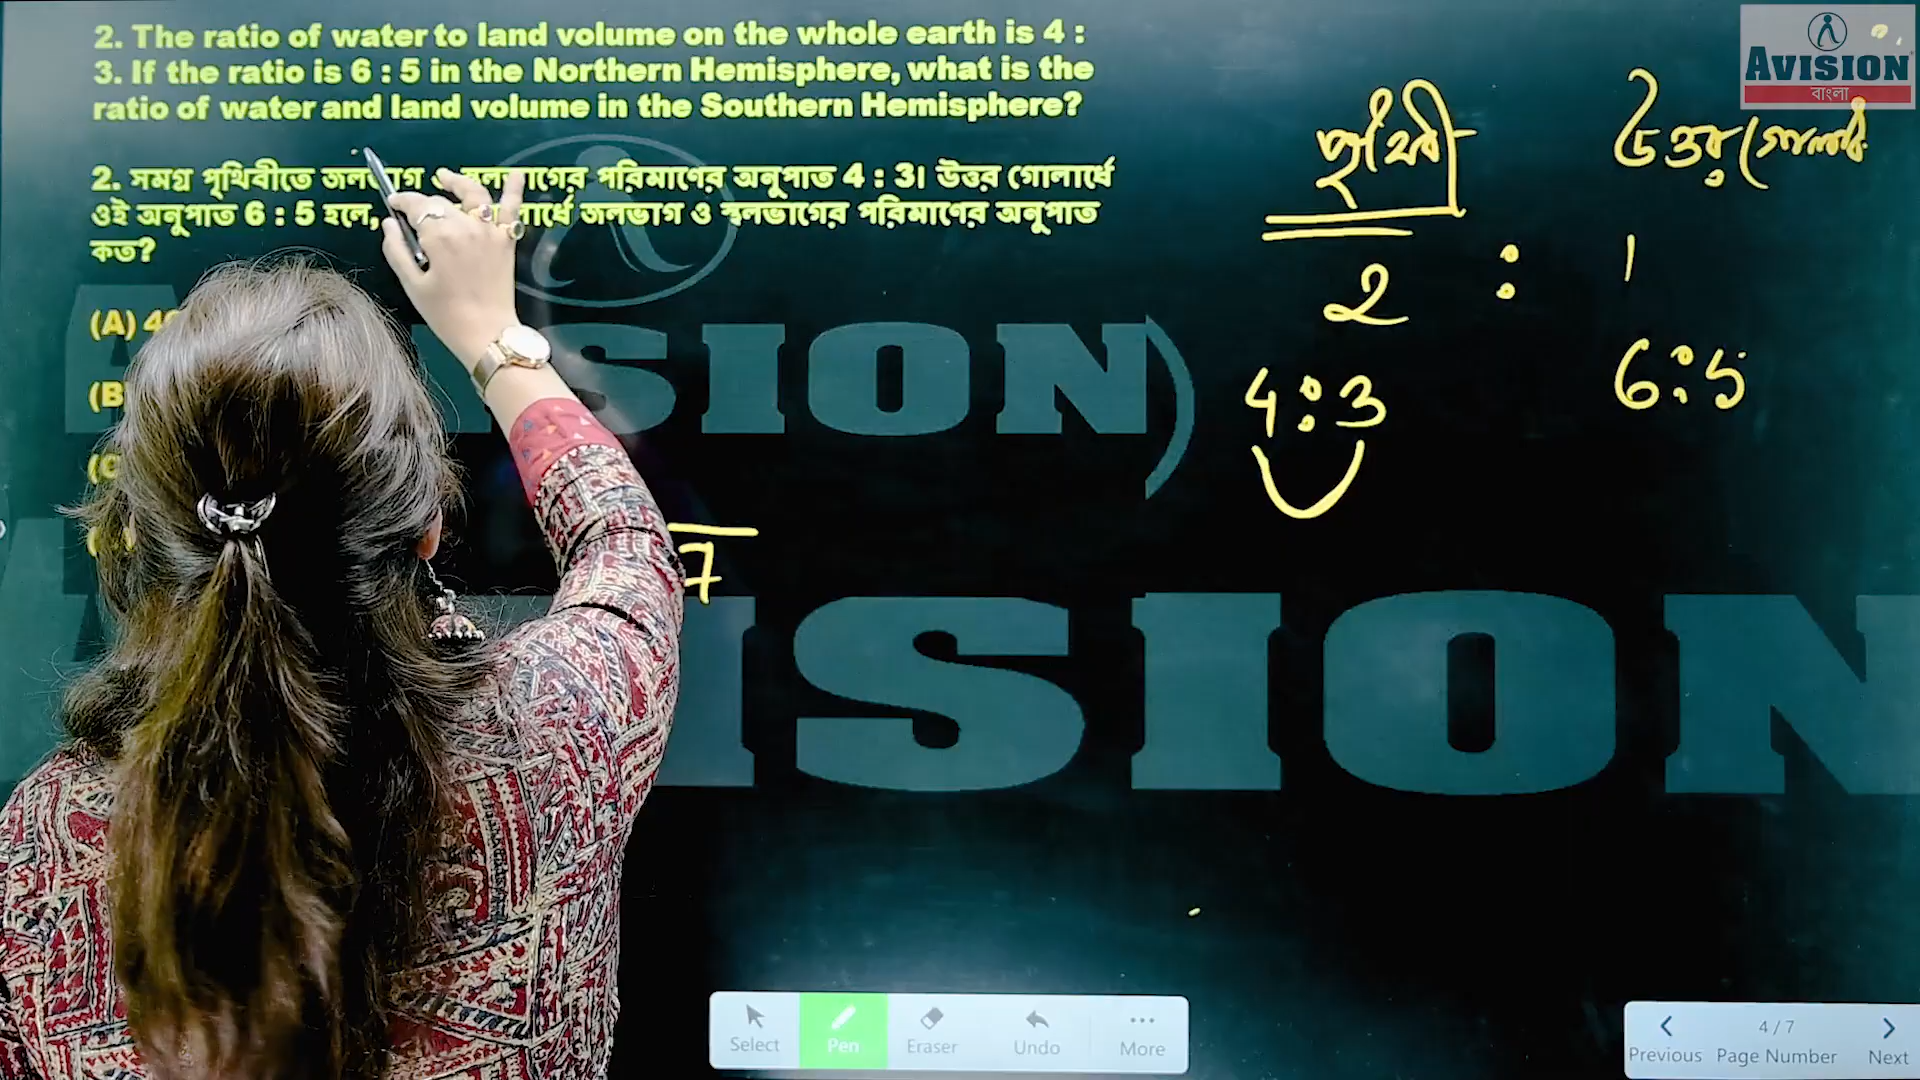 2. The ratio of water to land volume on the whole earth is 4 :
3. If the ratio is 6 : 5 in the Northern Hemisphere, what is the
ratio of water and land volume in the Southern Hemisphere?
2. সমগ্র পৃথিবীতে জলভাগ ও স্থলভাগের পরিমাণের অনুপাত 4 : 3। উত্তর গোলার্ধে
ওই অনুপাত 6 : 5 হলে, জলভাগ ও স্থলভাগের পরিমাণের অনুপাত
কত?
(A) 4
(B
(C
7
পৃথিবী
উত্তর গোলার্ধ
2 : 1
4:3
6:5
AVISION
বাংলা
SION
ISION
Select
Pen
Eraser
Undo
More
4 / 7
Previous Page Number Next